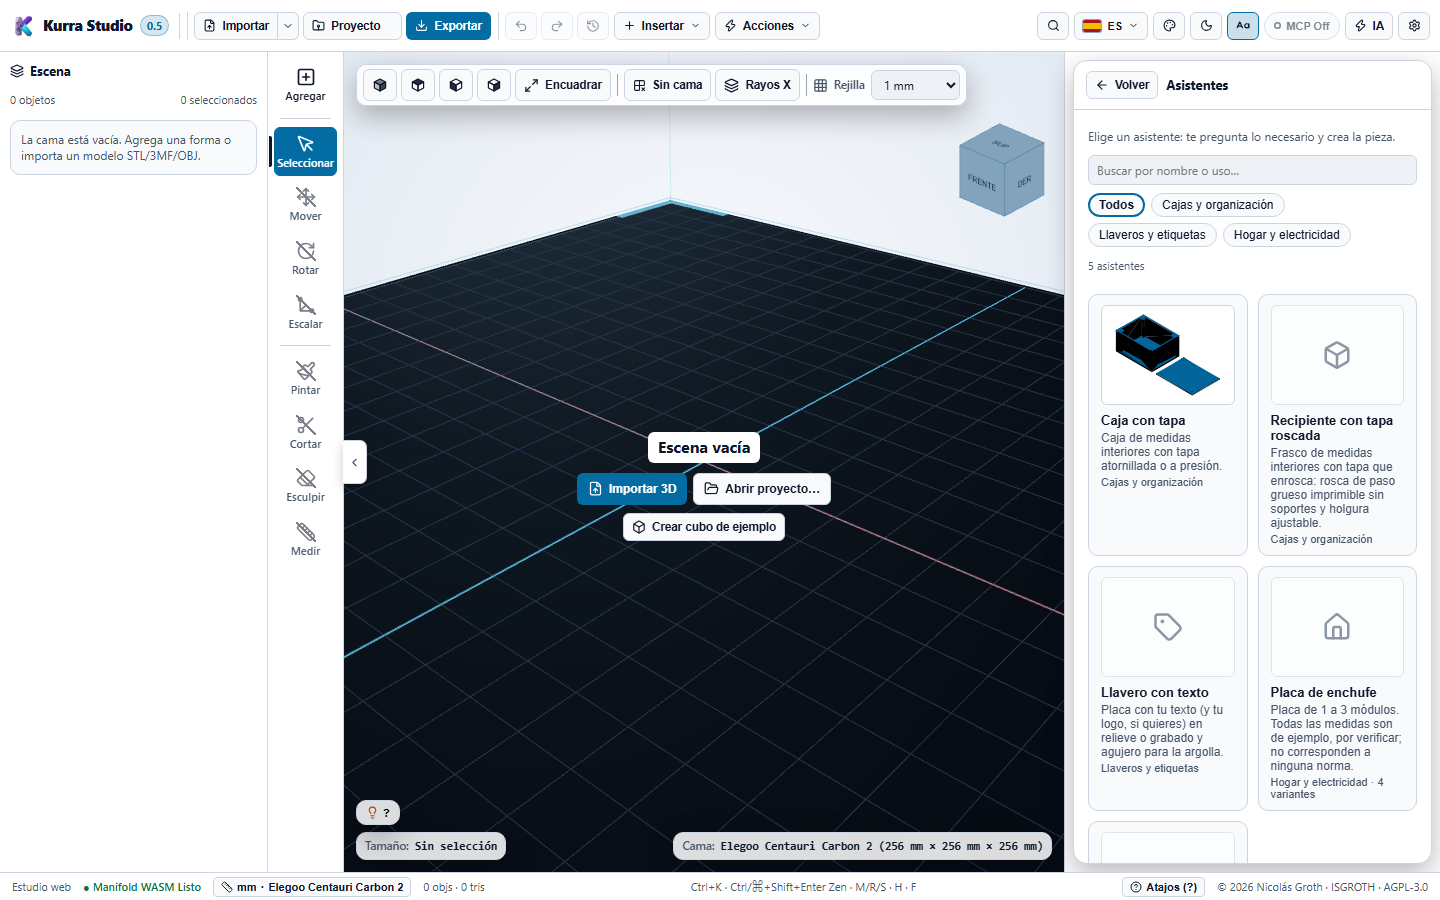 Kurra Studio 0.5
Importar
Proyecto
Exportar
Insertar
Acciones
ES
Aa
MCP Off
IA
Escena
0 objetos
0 seleccionados
La cama está vacía. Agrega una forma o
importa un modelo STL/3MF/OBJ.
Agregar
Seleccionar
Mover
Rotar
Escalar
Pintar
Cortar
Esculpir
Medir
Encuadrar
Sin cama
Rayos X
Rejilla
1 mm
SUP
FRENTE
DER
Escena vacía
Importar 3D
Abrir proyecto...
Crear cubo de ejemplo
?
Tamaño: Sin selección
Cama: Elegoo Centauri Carbon 2 (256 mm × 256 mm × 256 mm)
Volver
Asistentes
Elige un asistente: te pregunta lo necesario y crea la pieza.
Buscar por nombre o uso...
Todos
Cajas y organización
Llaveros y etiquetas
Hogar y electricidad
5 asistentes
Caja con tapa
Caja de medidas
interiores con tapa
atornillada o a presión.
Cajas y organización
Recipiente con tapa
roscada
Frasco de medidas
interiores con tapa que
enrosca: rosca de paso
grueso imprimible sin
soportes y holgura
ajustable.
Cajas y organización
Llavero con texto
Placa con tu texto (y tu
logo, si quieres) en
relieve o grabado y
agujero para la argolla.
Llaveros y etiquetas
Placa de enchufe
Placa de 1 a 3 módulos.
Todas las medidas son
de ejemplo, por verificar;
no corresponden a
ninguna norma.
Hogar y electricidad · 4
variantes
Estudio web
Manifold WASM Listo
mm · Elegoo Centauri Carbon 2
0 objs · 0 tris
Ctrl+K · Ctrl/⌘+Shift+Enter Zen · M/R/S · H · F
Atajos (?)
© 2026 Nicolás Groth · ISGROTH · AGPL-3.0